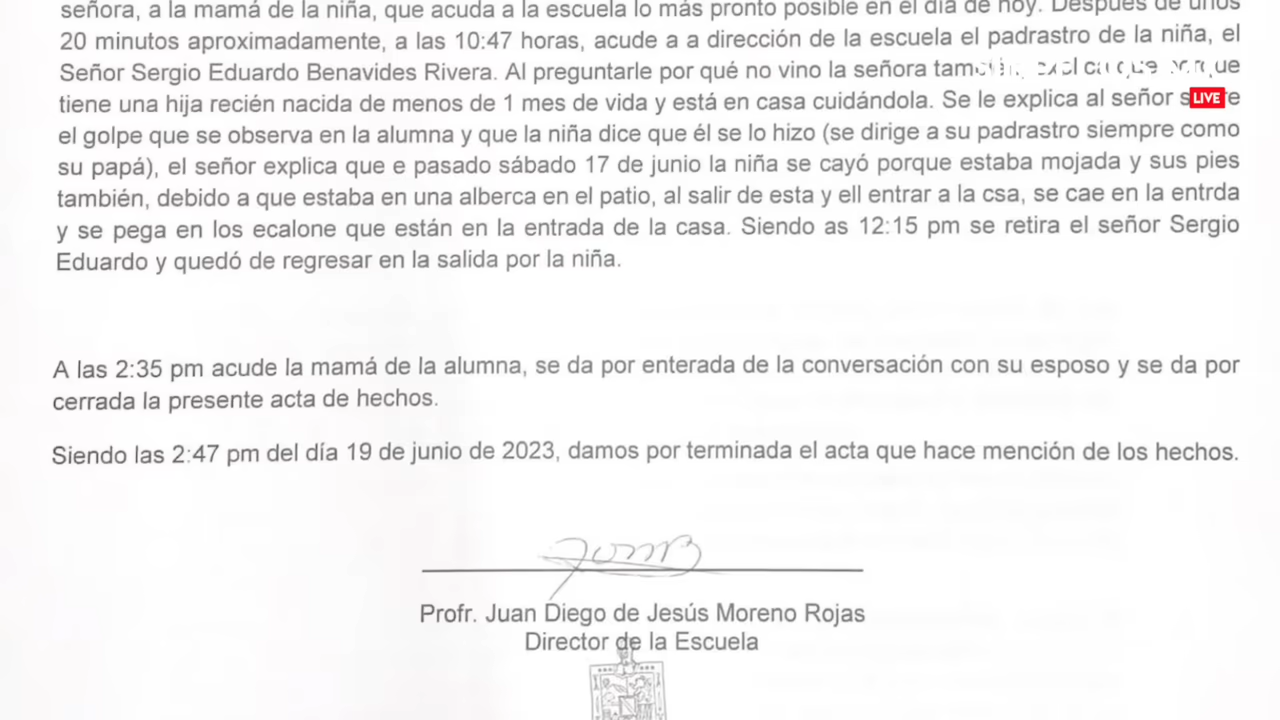 señora, a la mamá de la niña, que acuda a la escuela lo más pronto posible en el día de hoy. Después de unos
20 minutos aproximadamente, a las 10:47 horas, acude a a dirección de la escuela el padrastro de la niña, el
Señor Sergio Eduardo Benavides Rivera. Al preguntarle por qué no vino la señora también, que porque
tiene una hija recién nacida de menos de 1 mes de vida y está en casa cuidándola. Se le explica al señor
LIVE
el golpe que se observa en la alumna y que la niña dice que él se lo hizo (se dirige a su padrastro siempre como
su papá), el señor explica que e pasado sábado 17 de junio la niña se cayó porque estaba mojada y sus pies
también, debido a que estaba en una alberca en el patio, al salir de esta y ell entrar a la csa, se cae en la entrda
y se pega en los ecalone que están en la entrada de la casa. Siendo as 12:15 pm se retira el señor Sergio
Eduardo y quedó de regresar en la salida por la niña.
A las 2:35 pm acude la mamá de la alumna, se da por enterada de la conversación con su esposo y se da por
cerrada la presente acta de hechos.
Siendo las 2:47 pm del día 19 de junio de 2023, damos por terminada el acta que hace mención de los hechos.
Profr. Juan Diego de Jesús Moreno Rojas
Director de la Escuela